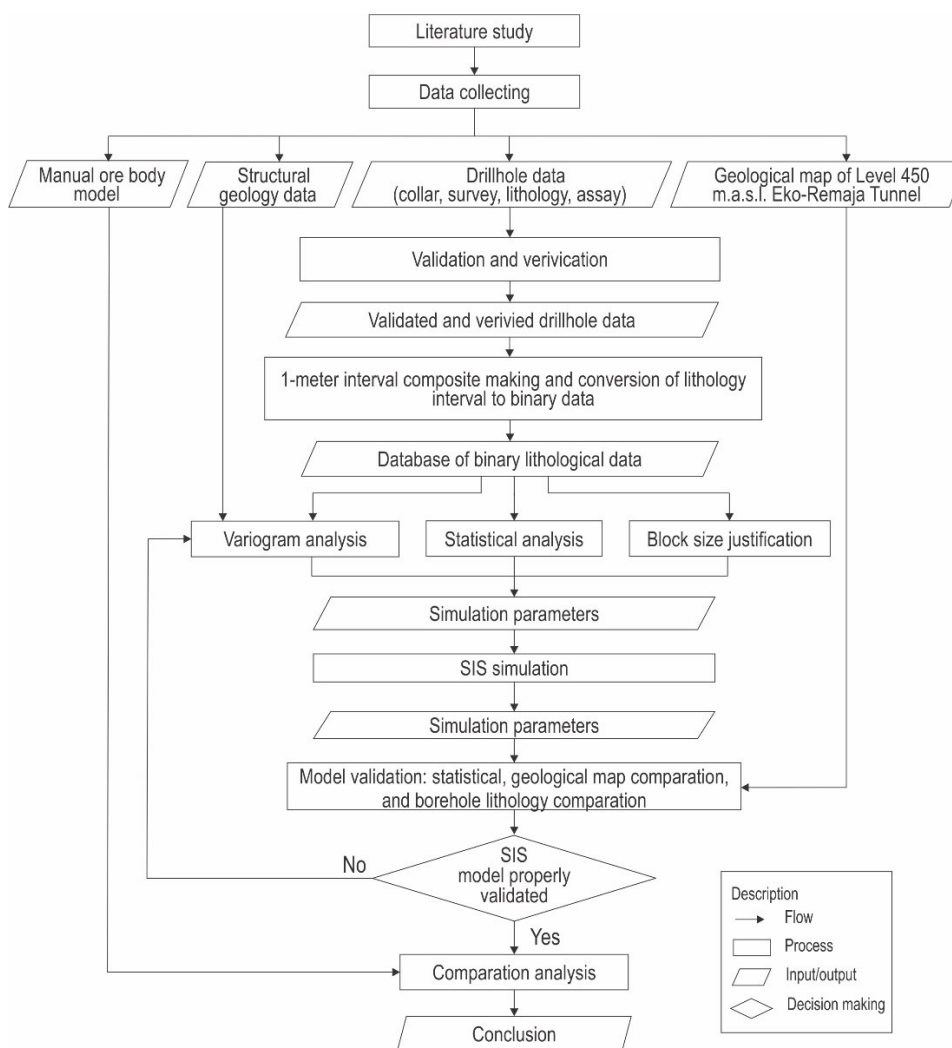 Literature study
Data collecting
Manual ore body
model
Structural
geology data
Drillhole data
(collar, survey, lithology, assay)
Geological map of Level 450
m.a.s.l. Eko-Remaja Tunnel
Validation and verivication
Validated and verivied drillhole data
1-meter interval composite making and conversion of lithology
interval to binary data
Database of binary lithological data
Variogram analysis
Statistical analysis
Block size justification
Simulation parameters
SIS simulation
Simulation parameters
Model validation: statistical, geological map comparation,
and borehole lithology comparation
No
SIS
model properly
validated
Yes
Comparation analysis
Conclusion
Description
Flow
Process
Input/output
Decision making